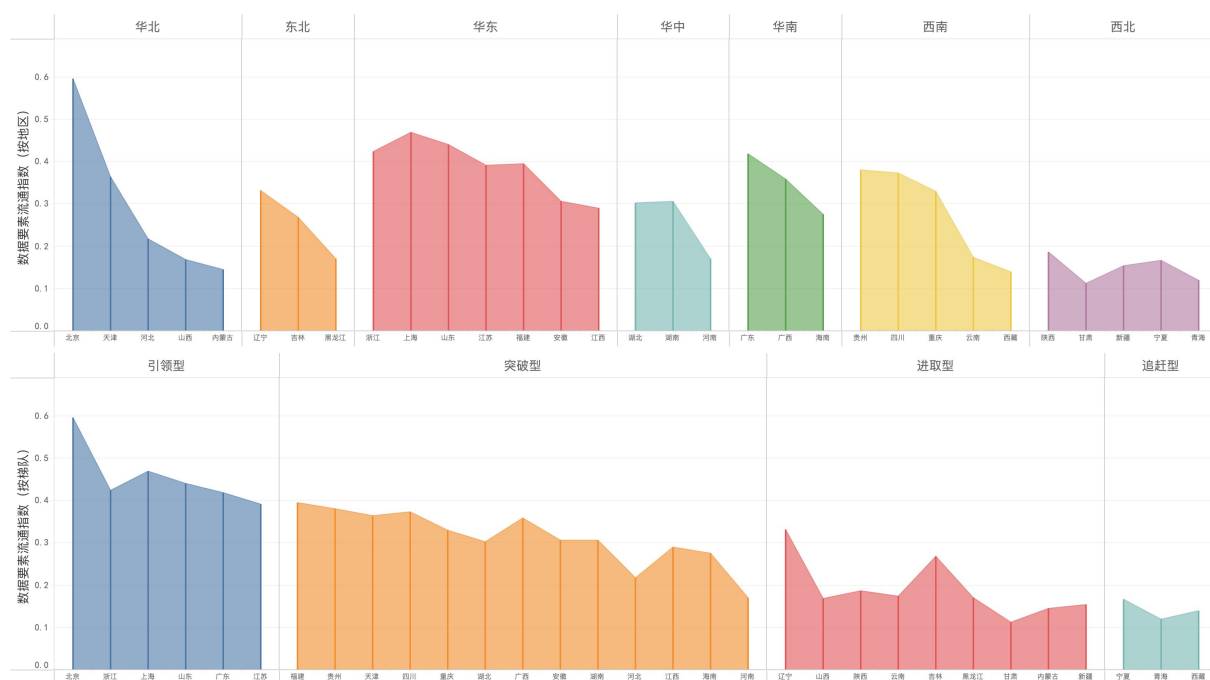 华北 东北 华东 华中 华南 西南 西北
数据要素流通指数（按地区）
0.6
0.5
0.4
0.3
0.2
0.1
0.0
北京 天津 河北 山西 内蒙古 辽宁 吉林 黑龙江 浙江 上海 山东 江苏 福建 安徽 江西 湖北 湖南 河南 广东 广西 海南 贵州 四川 重庆 云南 西藏 陕西 甘肃 新疆 宁夏 青海
引领型 突破型 进取型 追赶型
数据要素流通指数（按梯队）
0.6
0.5
0.4
0.3
0.2
0.1
0.0
北京 浙江 上海 山东 广东 江苏 福建 贵州 天津 四川 重庆 湖北 广西 安徽 湖南 河北 江西 海南 河南 辽宁 山西 陕西 云南 吉林 黑龙江 甘肃 内蒙古 新疆 宁夏 青海 西藏